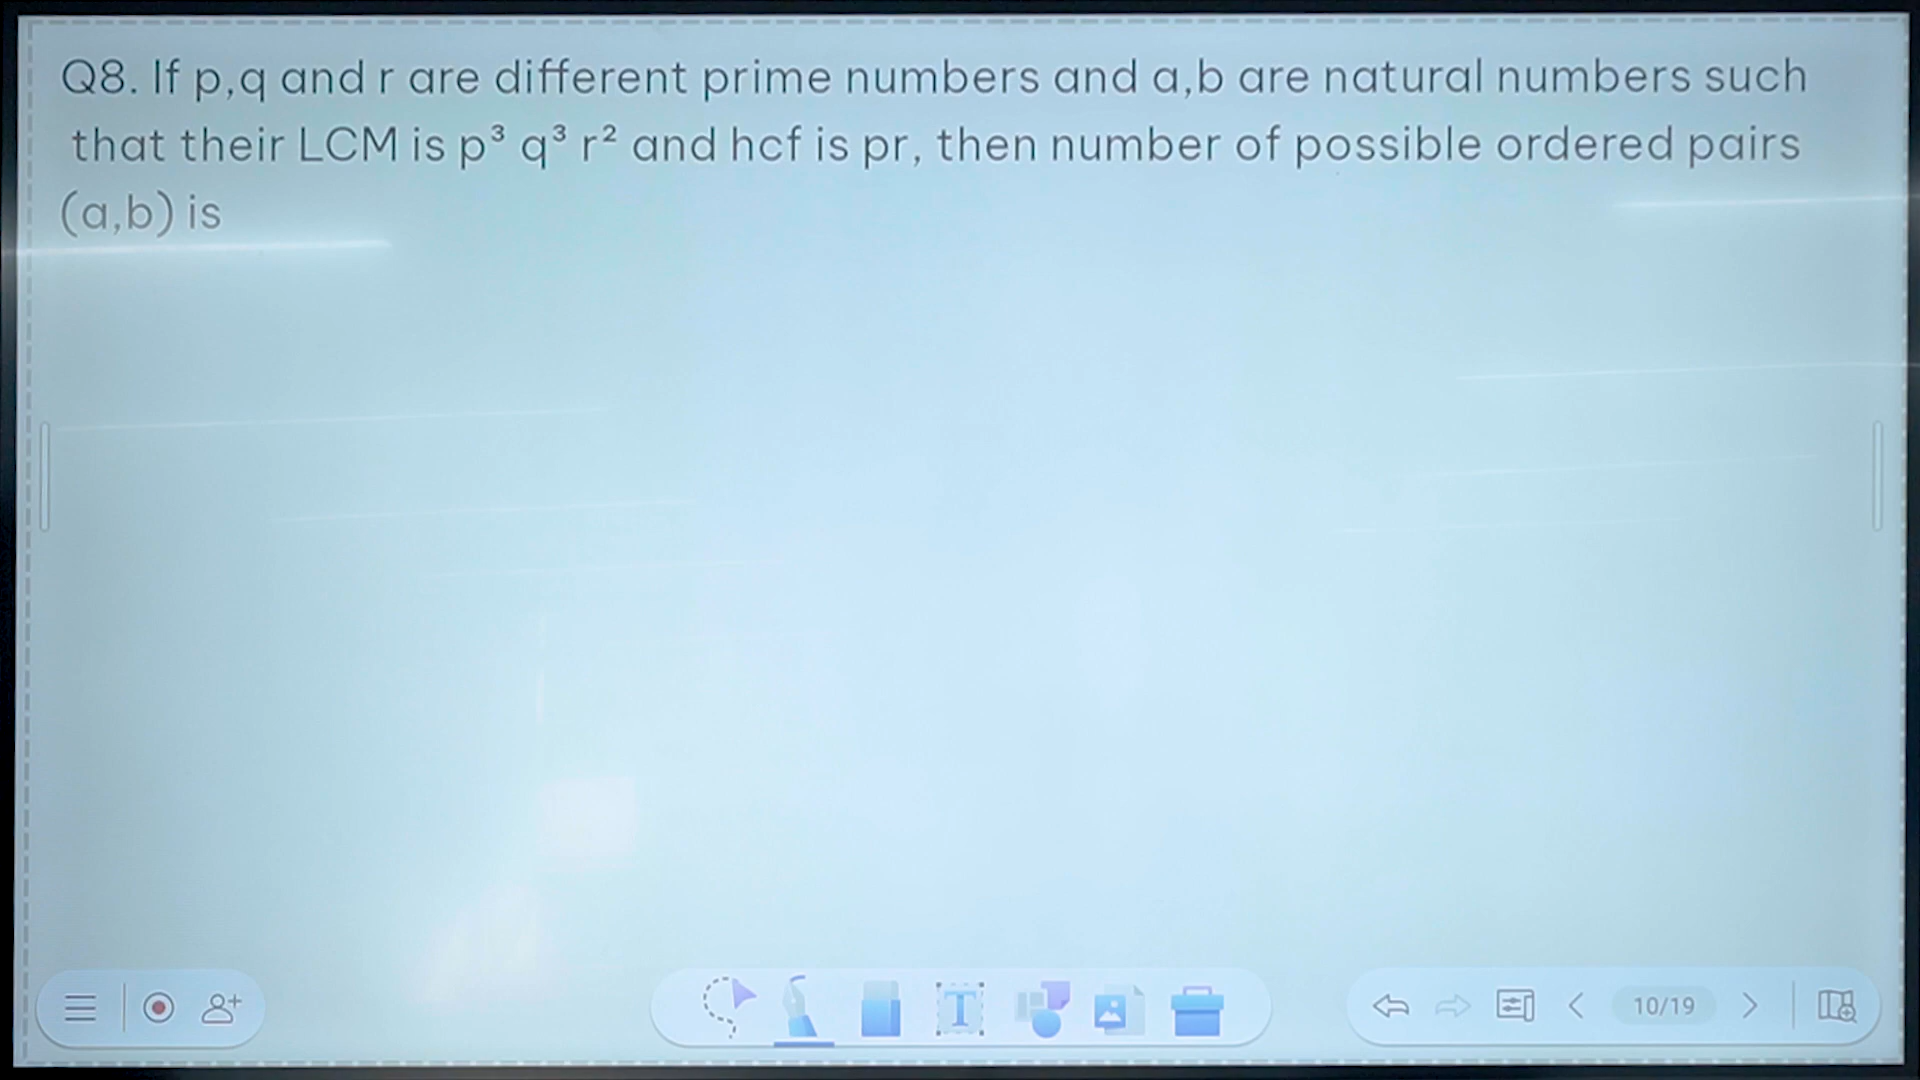 Q8. If p,q and r are different prime numbers and a,b are natural numbers such
that their LCM is p³ q³ r² and hcf is pr, then number of possible ordered pairs
(a,b) is
T
10/19